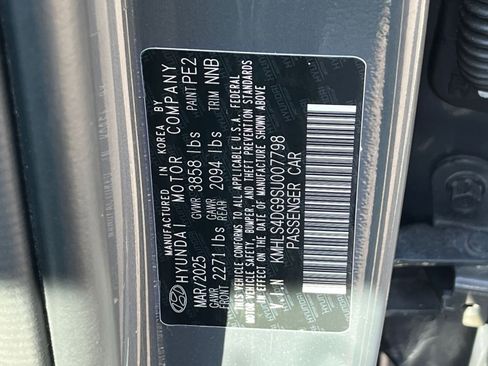 MANUFACTURED IN KOREA BY
HYUNDAI MOTOR COMPANY
MAR/2025 GVWR 3858 lbs PAINT PE2
GAWR FRONT 2271 lbs GAWR REAR 2094 lbs TRIM NNB
THIS VEHICLE CONFORMS TO ALL APPLICABLE U.S.A. FEDERAL
MOTOR VEHICLE SAFETY, BUMPER, AND THEFT PREVENTION STANDARDS
IN EFFECT ON THE DATE OF MANUFACTURE SHOWN ABOVE.
V.I.N KMHLS4DG9SU007798
PASSENGER CAR